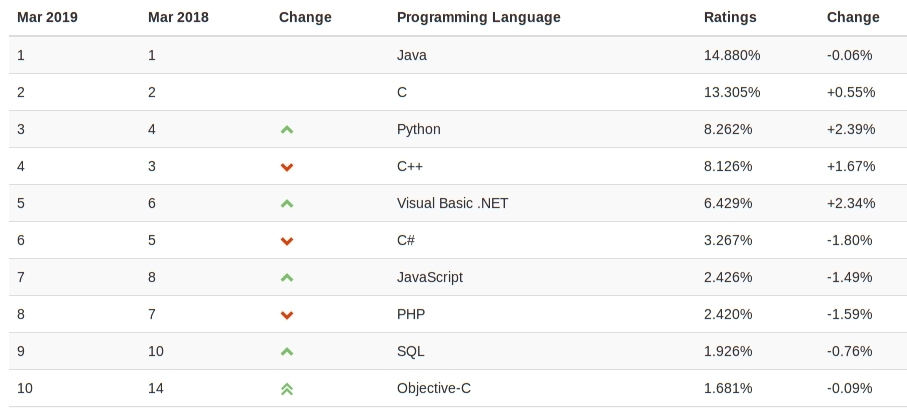 Mar 2019 Mar 2018 Change Programming Language Ratings Change
1 1 Java 14.880% -0.06%
2 2 C 13.305% +0.55%
3 4 Python 8.262% +2.39%
4 3 C++ 8.126% +1.67%
5 6 Visual Basic .NET 6.429% +2.34%
6 5 C# 3.267% -1.80%
7 8 JavaScript 2.426% -1.49%
8 7 PHP 2.420% -1.59%
9 10 SQL 1.926% -0.76%
10 14 Objective-C 1.681% -0.09%